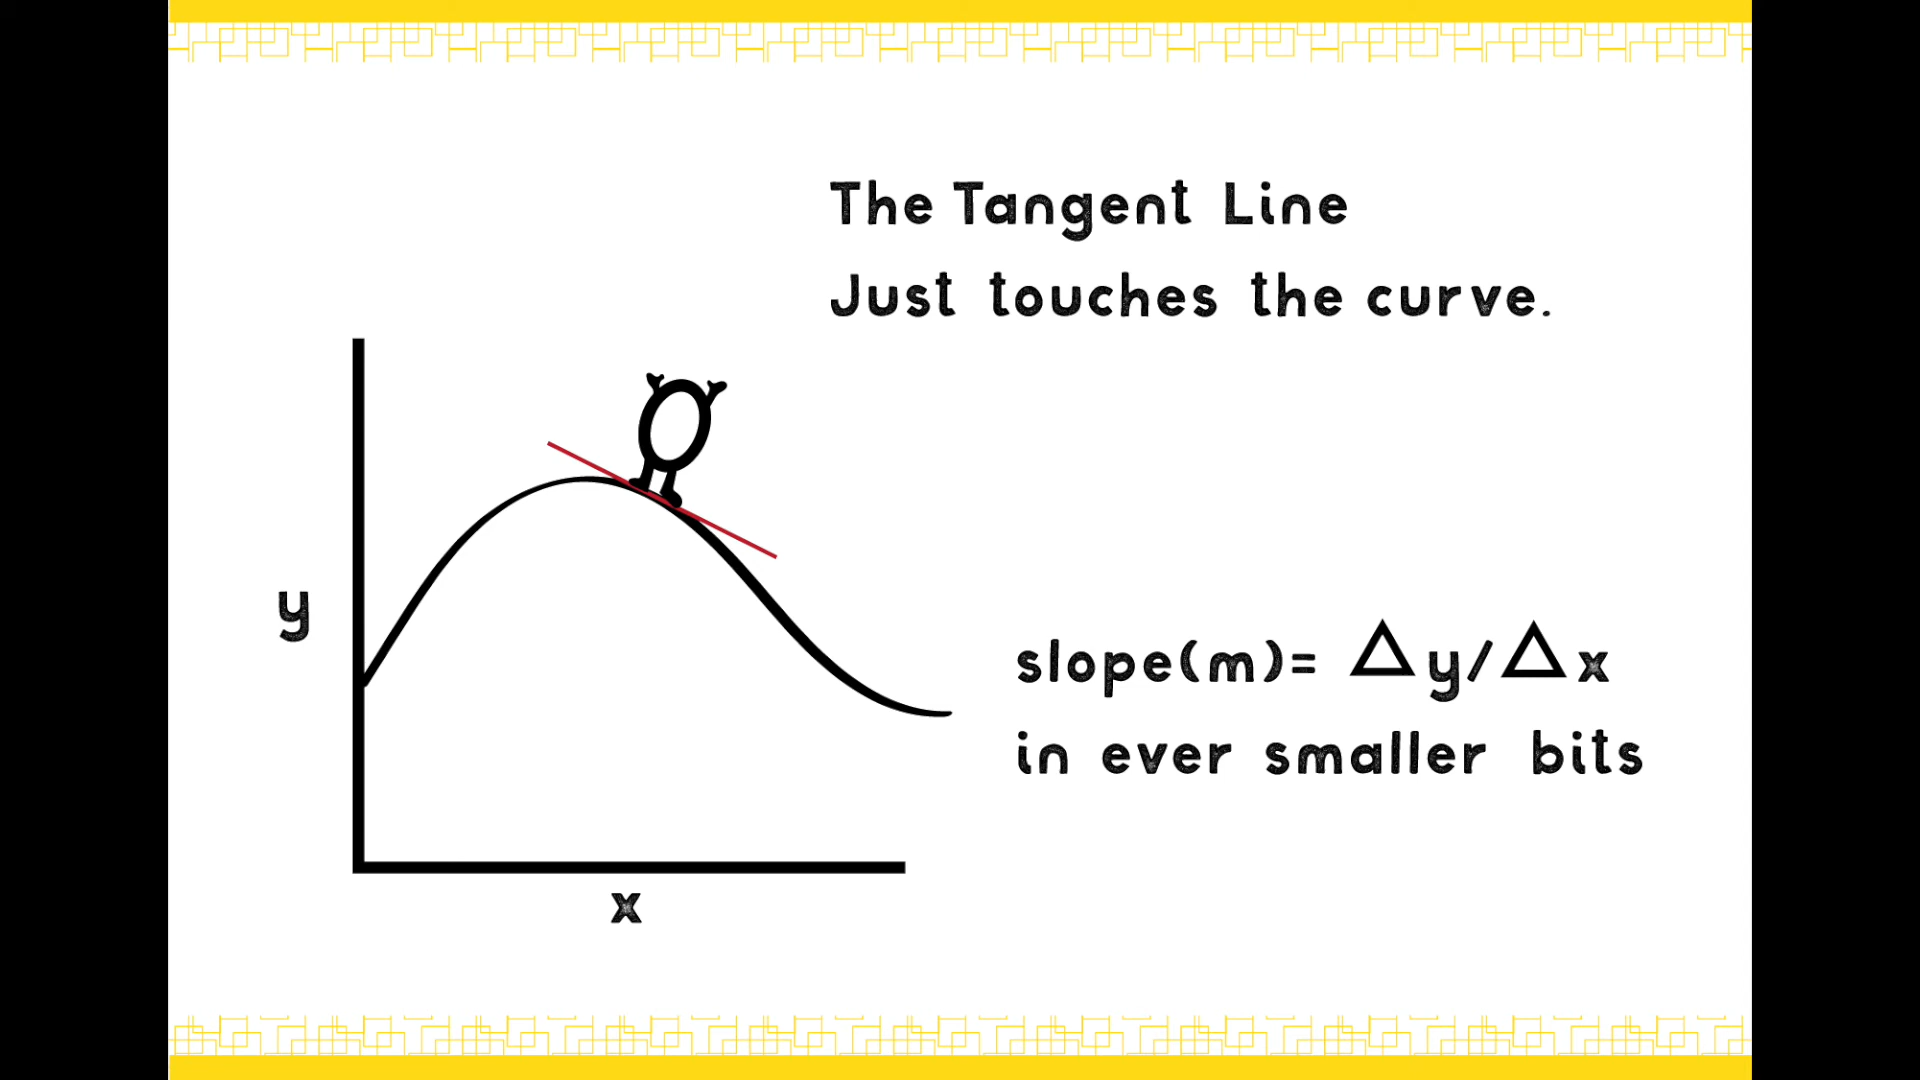 The Tangent Line
Just touches the curve.
y
slope(m)= Δy/Δx
in ever smaller bits
x